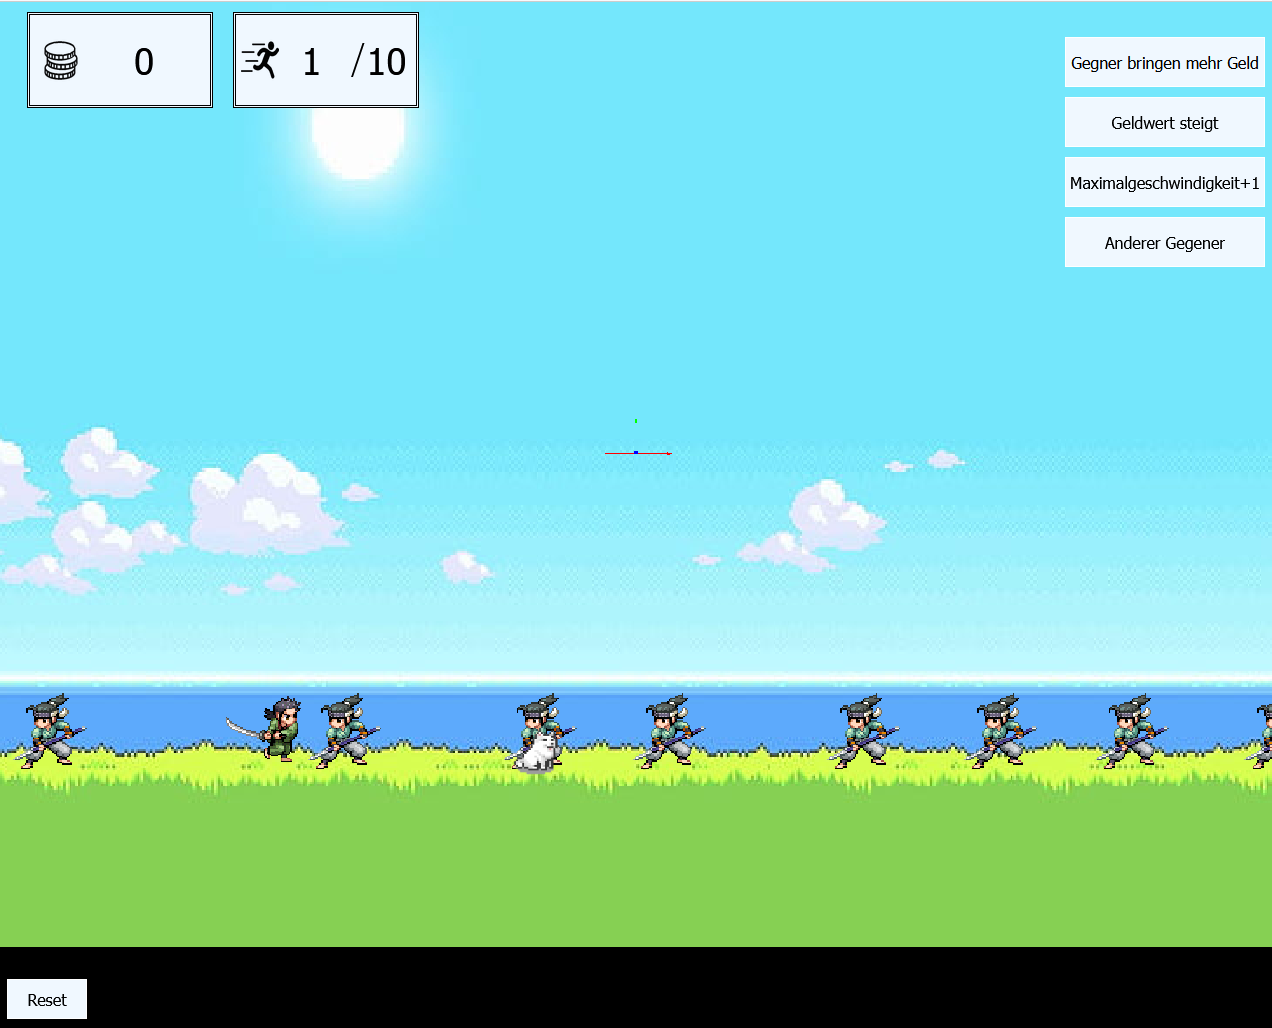 0
1 /10
Gegner bringen mehr Geld
Geldwert steigt
Maximalgeschwindigkeit+1
Anderer Gegener
Reset